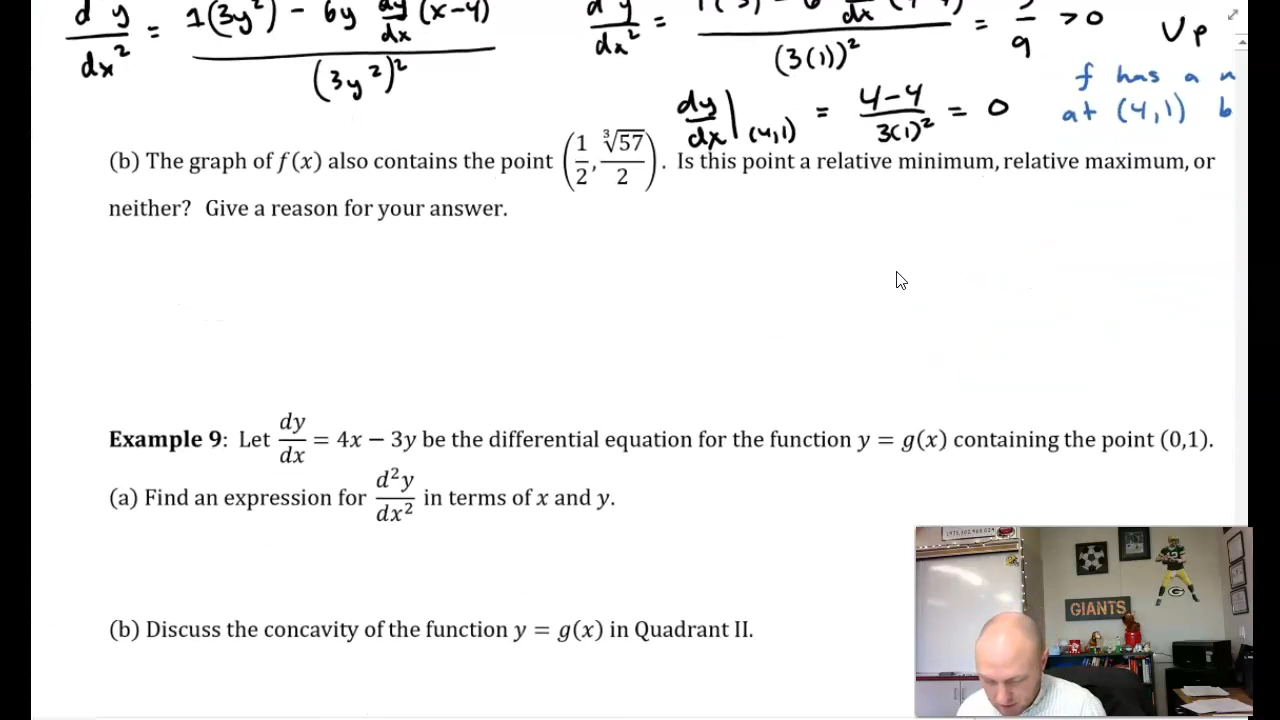 d y / dx² = 1(3y²) − 6y dy/dx (x−4) / (3y²)²
d y / dx² = / (3(1))² = / 9 > 0 Up
f has a
dy/dx |(4,1) = 4−4 / 3(1)² = 0 at (4,1)
(b) The graph of f(x) also contains the point (1/2, ∛57/2). Is this point a relative minimum, relative maximum, or
neither? Give a reason for your answer.
Example 9: Let dy/dx = 4x − 3y be the differential equation for the function y = g(x) containing the point (0,1).
(a) Find an expression for d²y/dx² in terms of x and y.
(b) Discuss the concavity of the function y = g(x) in Quadrant II.
GIANTS